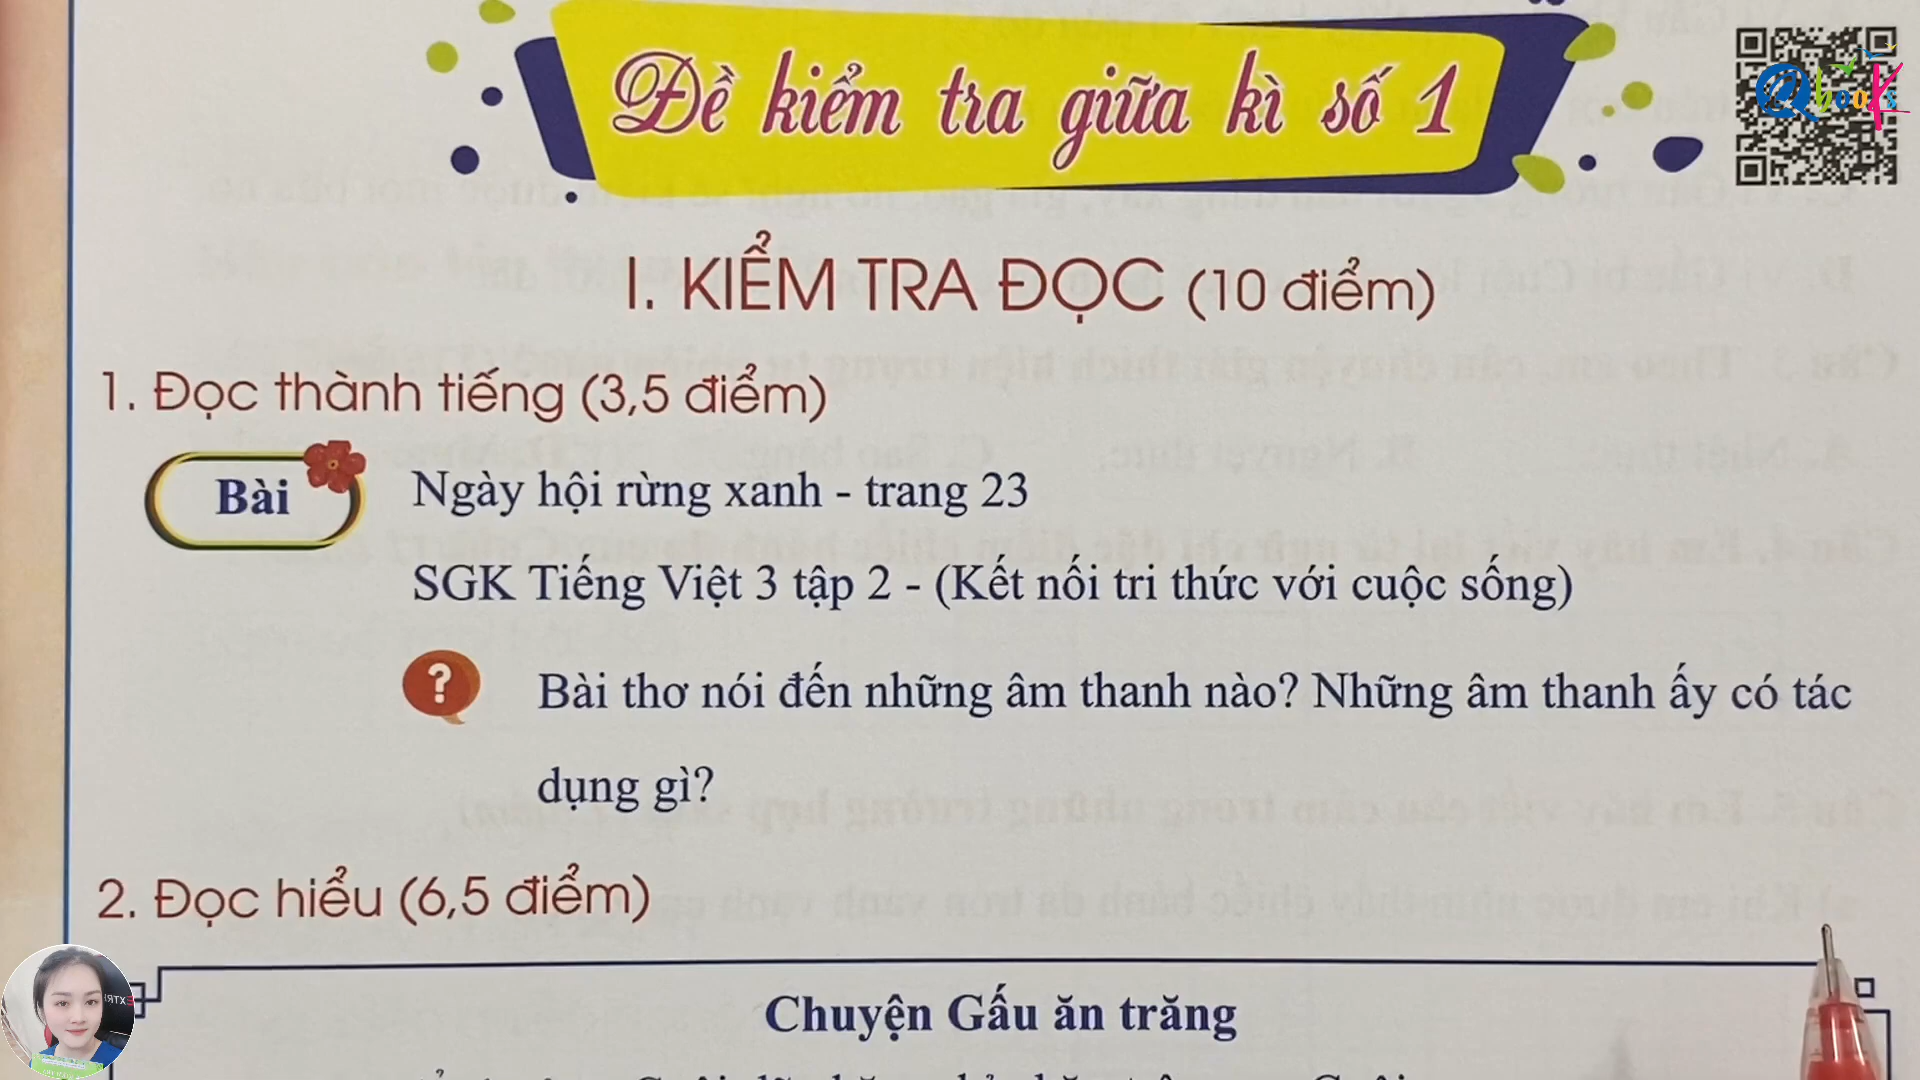 Đề kiểm tra giữa kì số 1
Qbooks
I. KIỂM TRA ĐỌC (10 điểm)
1. Đọc thành tiếng (3,5 điểm)
Bài
Ngày hội rừng xanh - trang 23
SGK Tiếng Việt 3 tập 2 - (Kết nối tri thức với cuộc sống)
? Bài thơ nói đến những âm thanh nào? Những âm thanh ấy có tác
dụng gì?
2. Đọc hiểu (6,5 điểm)
Chuyện Gấu ăn trăng